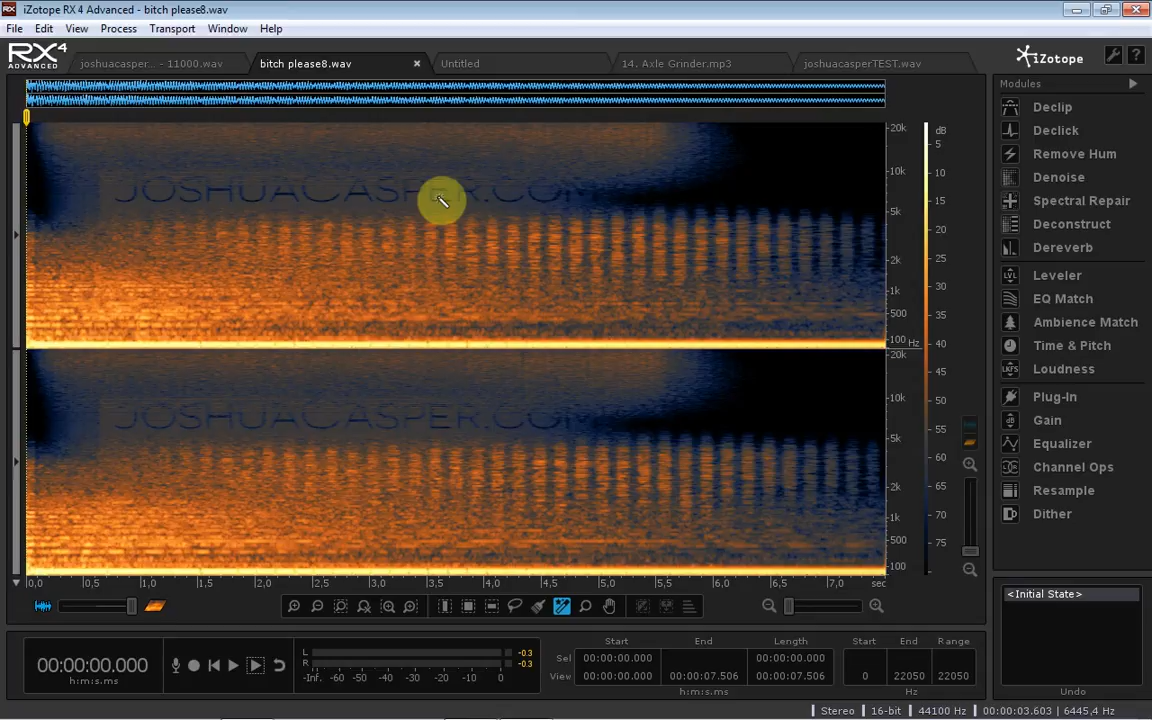 iZotope RX 4 Advanced - bitch please8.wav
File Edit View Process Transport Window Help
RX4 ADVANCED
joshuacasper... - 11000.wav
bitch please8.wav
Untitled
14. Axle Grinder.mp3
joshuacasperTEST.wav
iZotope
?
Modules
Declip
Declick
Remove Hum
Denoise
Spectral Repair
Deconstruct
Dereverb
Leveler
EQ Match
Ambience Match
Time & Pitch
Loudness
Plug-In
Gain
Equalizer
Channel Ops
Resample
Dither
JOSHUACASPER.COM
20k
10k
5k
2k
1k
500
100 Hz
JOSHUACASPER.COM
20k
10k
5k
2k
1k
500
100
dB
5
10
15
20
25
30
35
40
45
50
55
60
65
70
75
0,0 0,5 1,0 1,5 2,0 2,5 3,0 3,5 4,0 4,5 5,0 5,5 6,0 6,5 7,0 sec
00:00:00.000
h:m:s.ms
L -0.3
R -0.3
-Inf. -60 -50 -40 -30 -20 -10 0
Start End Length
Sel 00:00:00.000 00:00:00.000
View 00:00:00.000 00:00:07.506 00:00:07.506
h:m:s.ms
Start End Range
0 22050 22050
Hz
<Initial State>
Undo
Stereo 16-bit 44100 Hz 00:00:03.603 6445,4 Hz